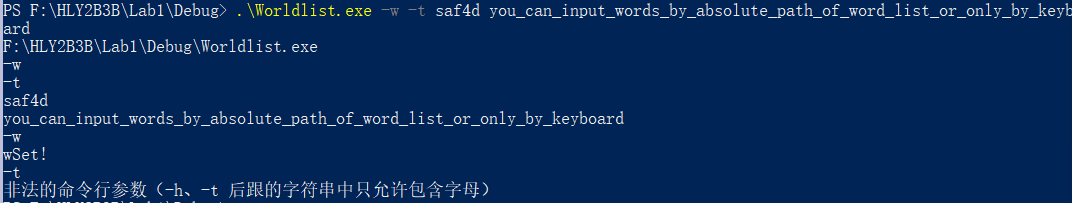 PS F:\HLY2B3B\Lab1\Debug> .\Worldlist.exe -w -t saf4d you_can_input_words_by_absolute_path_of_word_list_or_only_by_keyb
ard
F:\HLY2B3B\Lab1\Debug\Worldlist.exe
-w
-t
saf4d
you_can_input_words_by_absolute_path_of_word_list_or_only_by_keyboard
-w
wSet!
-t
非法的命令行参数（-h、-t 后跟的字符串中只允许包含字母）